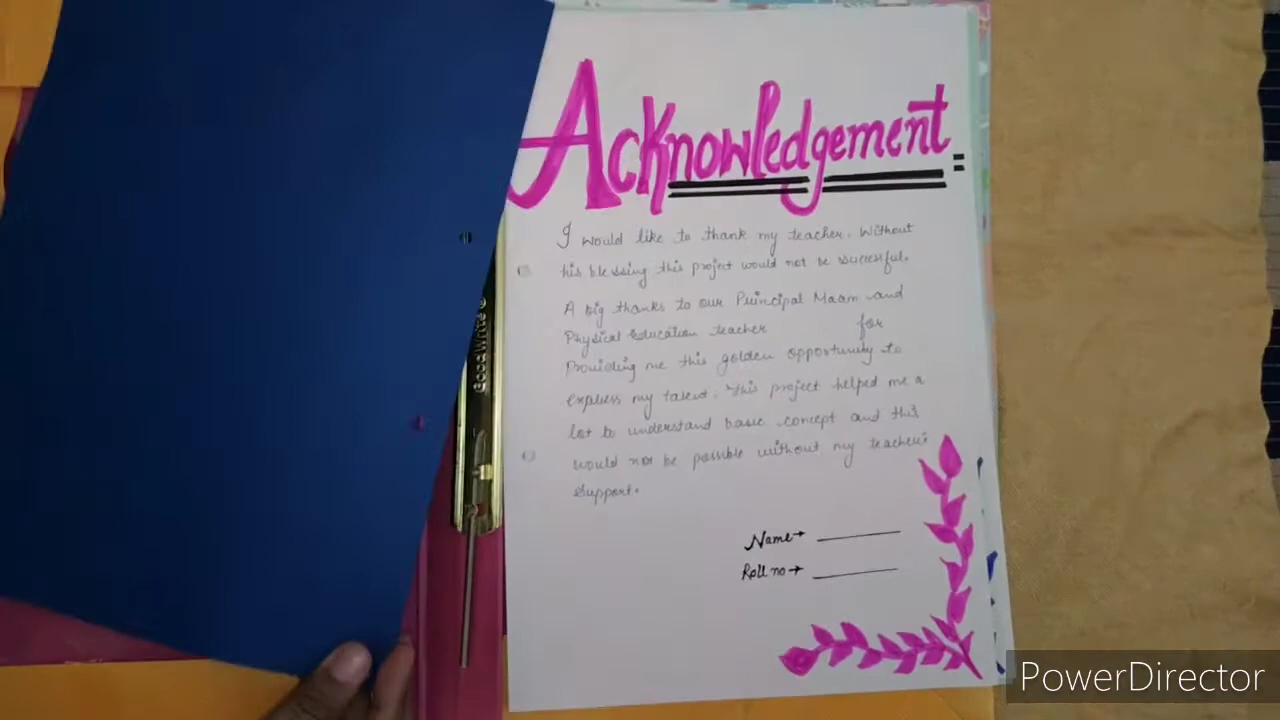 Acknowledgement =
I would like to thank my teacher. Without
his blessing this project would not be successful.
A big thanks to our Principal Maam and
Physical Education teacher for
Providing me this golden opportunity to
express my talent. This project helped me a
lot to understand basic concept and this
would not be possible without my teacher's
support.
Name→
Roll no→
GoodWrite®
PowerDirector